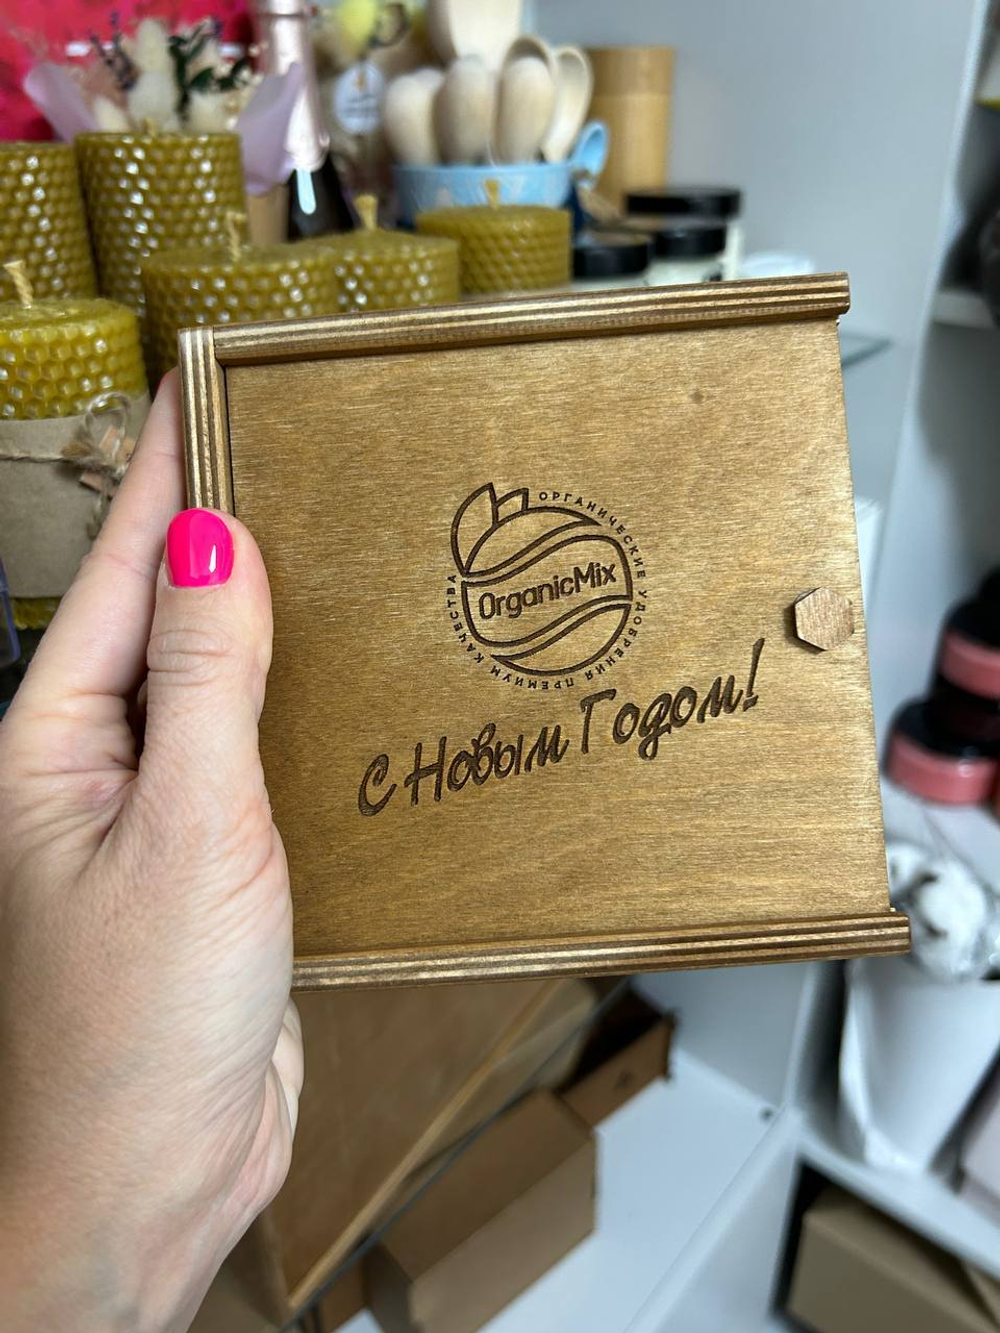 ОРГАНИЧЕСКИЕ УДОБРЕНИЯ ПРЕМИУМ КАЧЕСТВА
OrganicMix
С Новым Годом!